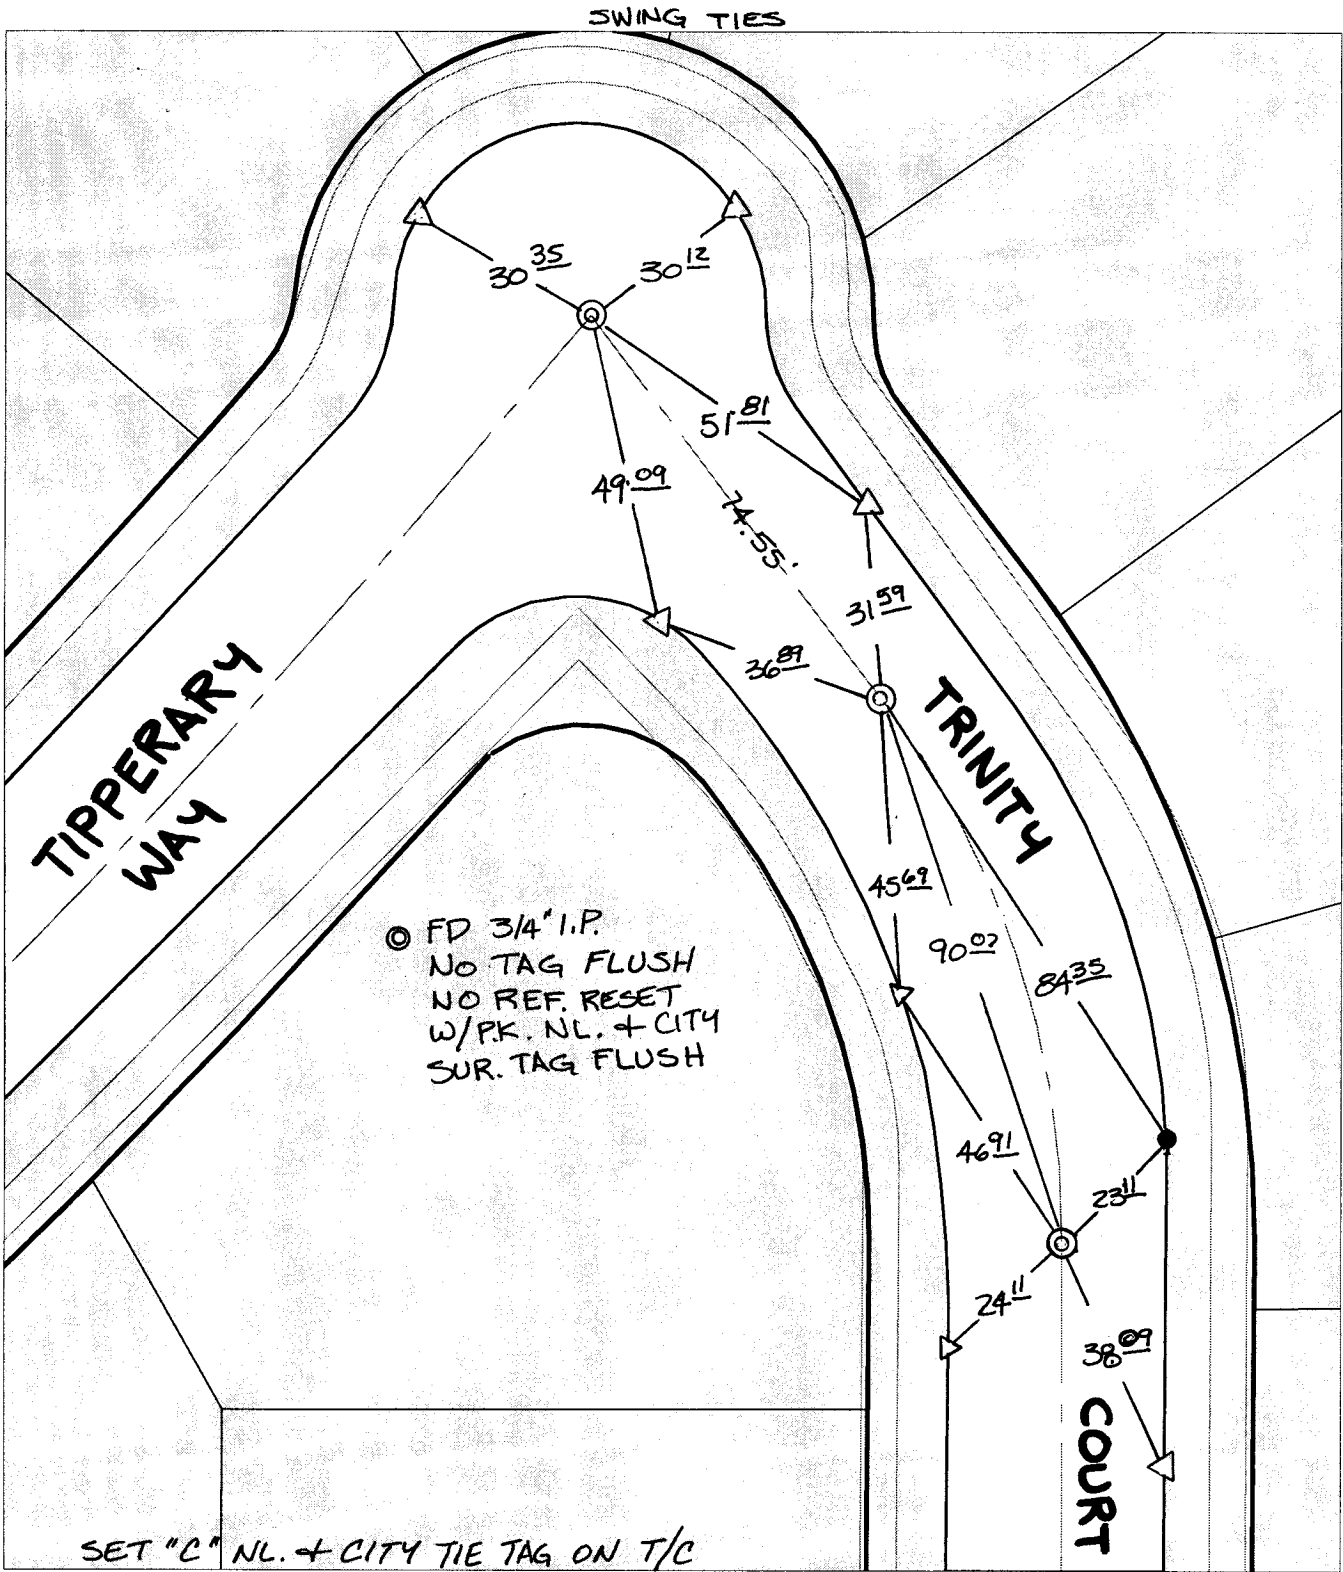 SWING TIES
30 35
30 12
51 81
49.09
74.55'
31 59
36 89
TIPPERARY
WAY
TRINITY
45 69
90 07
84 35
◎ FD 3/4" I.P.
NO TAG FLUSH
NO REF. RESET
W/P.K. NL. & CITY
SUR. TAG FLUSH
46 91
23 11
24 11
38 09
COURT
SET "C" NL. & CITY TIE TAG ON T/C